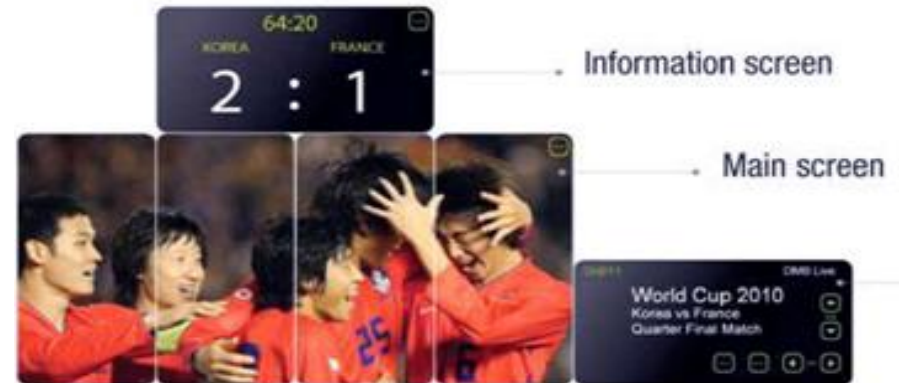 64:20
KOREA FRANCE
2 : 1
Information screen
Main screen
DMB Live
World Cup 2010
Korea vs France
Quarter Final Match
25
6